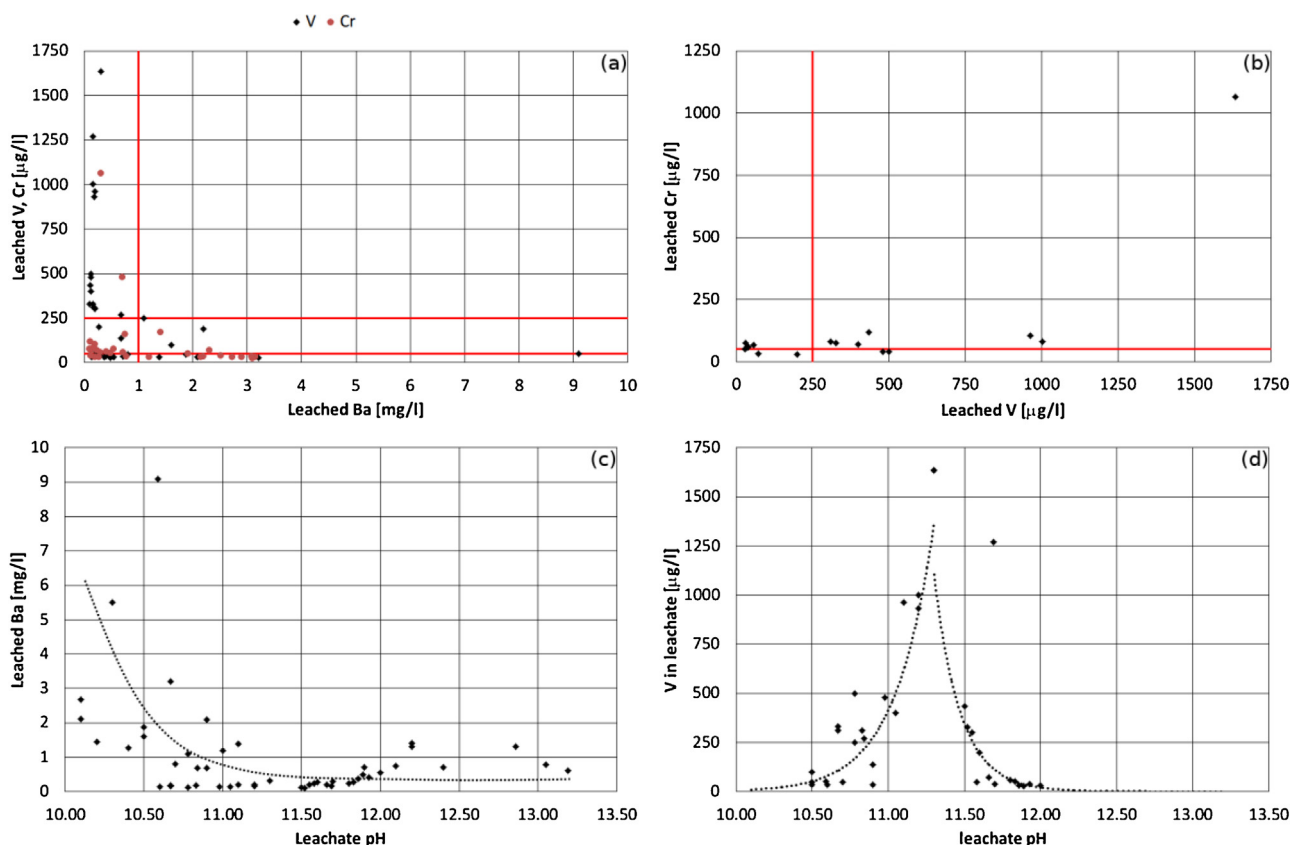 V Cr
(a)
1750
1500
1250
1000
750
500
250
0
Leached V, Cr [µg/l]
0 1 2 3 4 5 6 7 8 9 10
Leached Ba [mg/l]
(b)
1250
1000
750
500
250
0
Leached Cr [µg/l]
0 250 500 750 1000 1250 1500 1750
Leached V [µg/l]
(c)
10
9
8
7
6
5
4
3
2
1
0
Leached Ba [mg/l]
10.00 10.50 11.00 11.50 12.00 12.50 13.00 13.50
Leachate pH
(d)
1750
1500
1250
1000
750
500
250
0
V in leachate [µg/l]
10.00 10.50 11.00 11.50 12.00 12.50 13.00 13.50
leachate pH